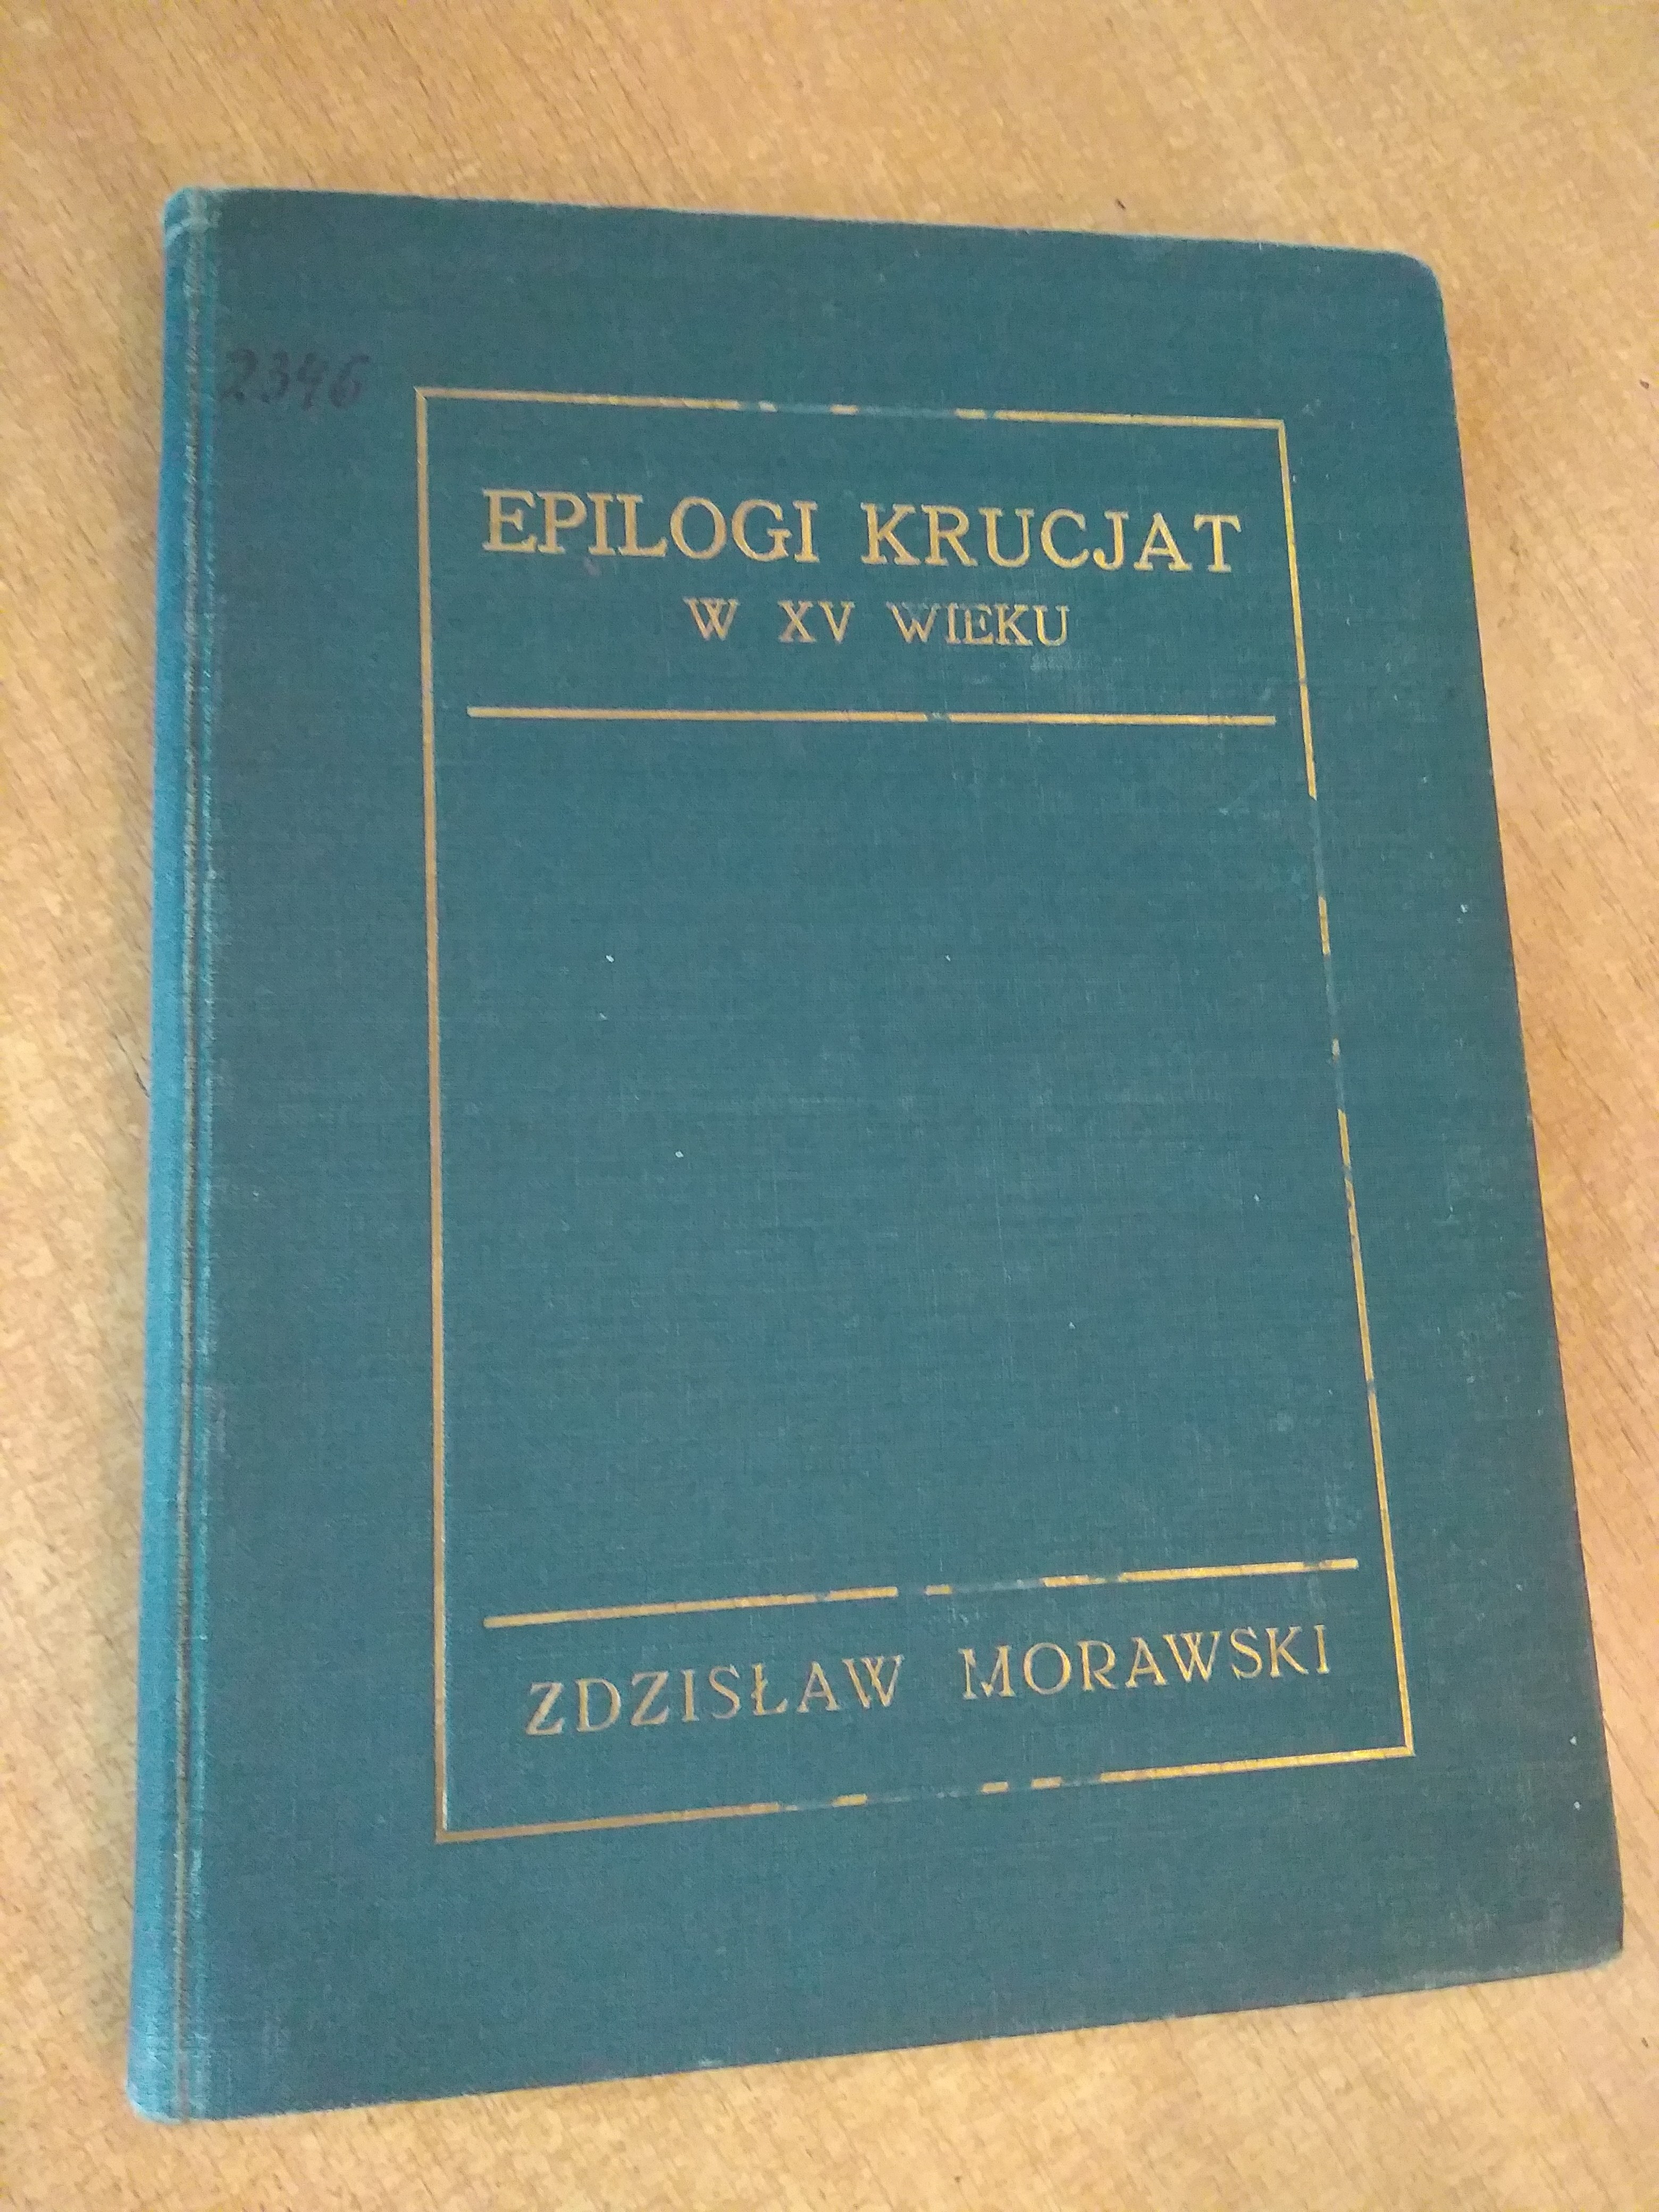 2346
EPILOGI KRUCJAT
W XV WIEKU
ZDZISŁAW MORAWSKI